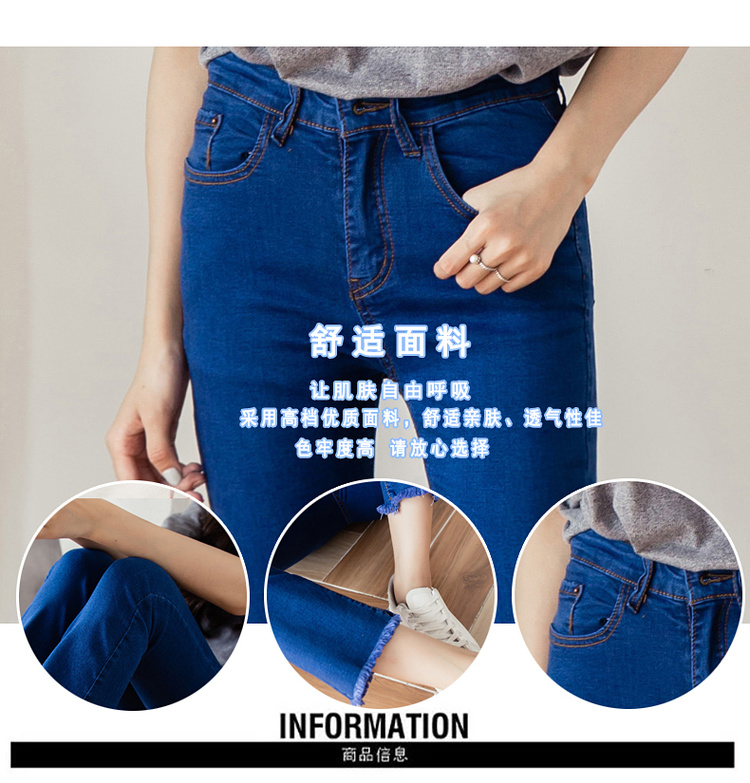 舒适面料
让肌肤自由呼吸
采用高档优质面料，舒适亲肤、透气性佳
色牢度高 请放心选择
INFORMATION
商品信息